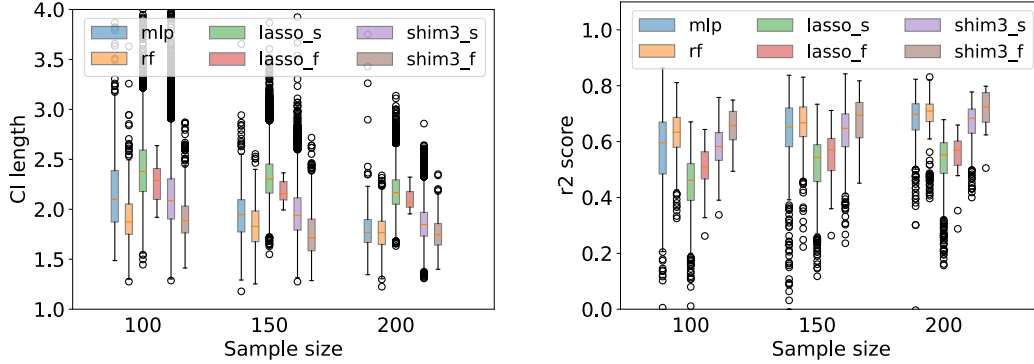 4.0
3.5
3.0
2.5
2.0
1.5
1.0
CI length
mlp
rf
lasso_s
lasso_f
shim3_s
shim3_f
100
150
200
Sample size
1.0
0.8
0.6
0.4
0.2
0.0
r2 score
mlp
rf
lasso_s
lasso_f
shim3_s
shim3_f
100
150
200
Sample size